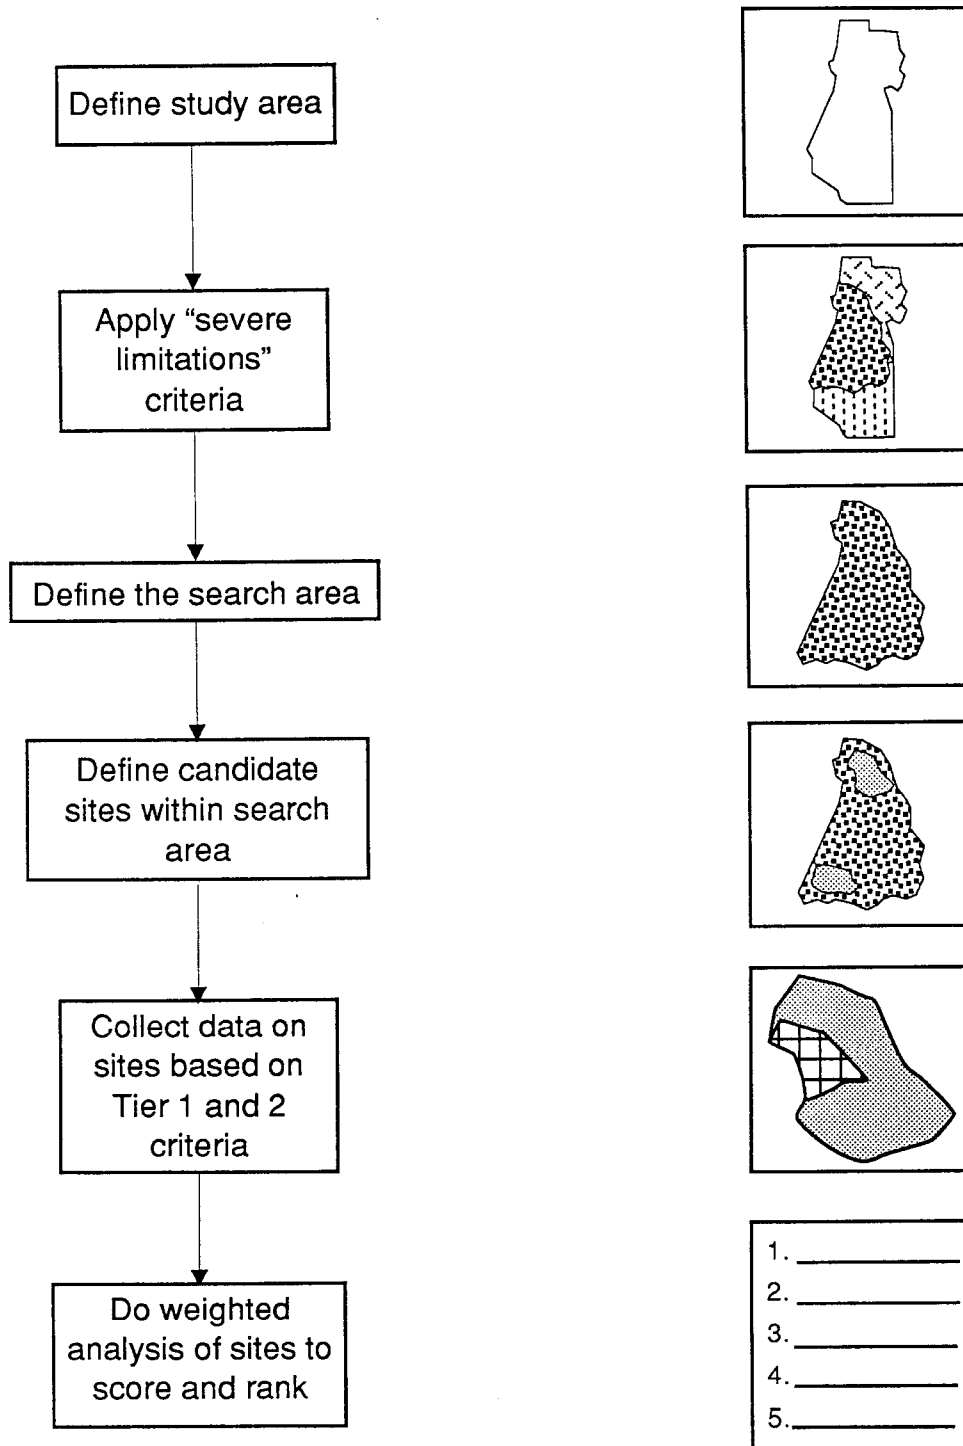 Define study area
Apply “severe
limitations”
criteria
Define the search area
Define candidate
sites within search
area
Collect data on
sites based on
Tier 1 and 2
criteria
Do weighted
analysis of sites to
score and rank
1.
2.
3.
4.
5.